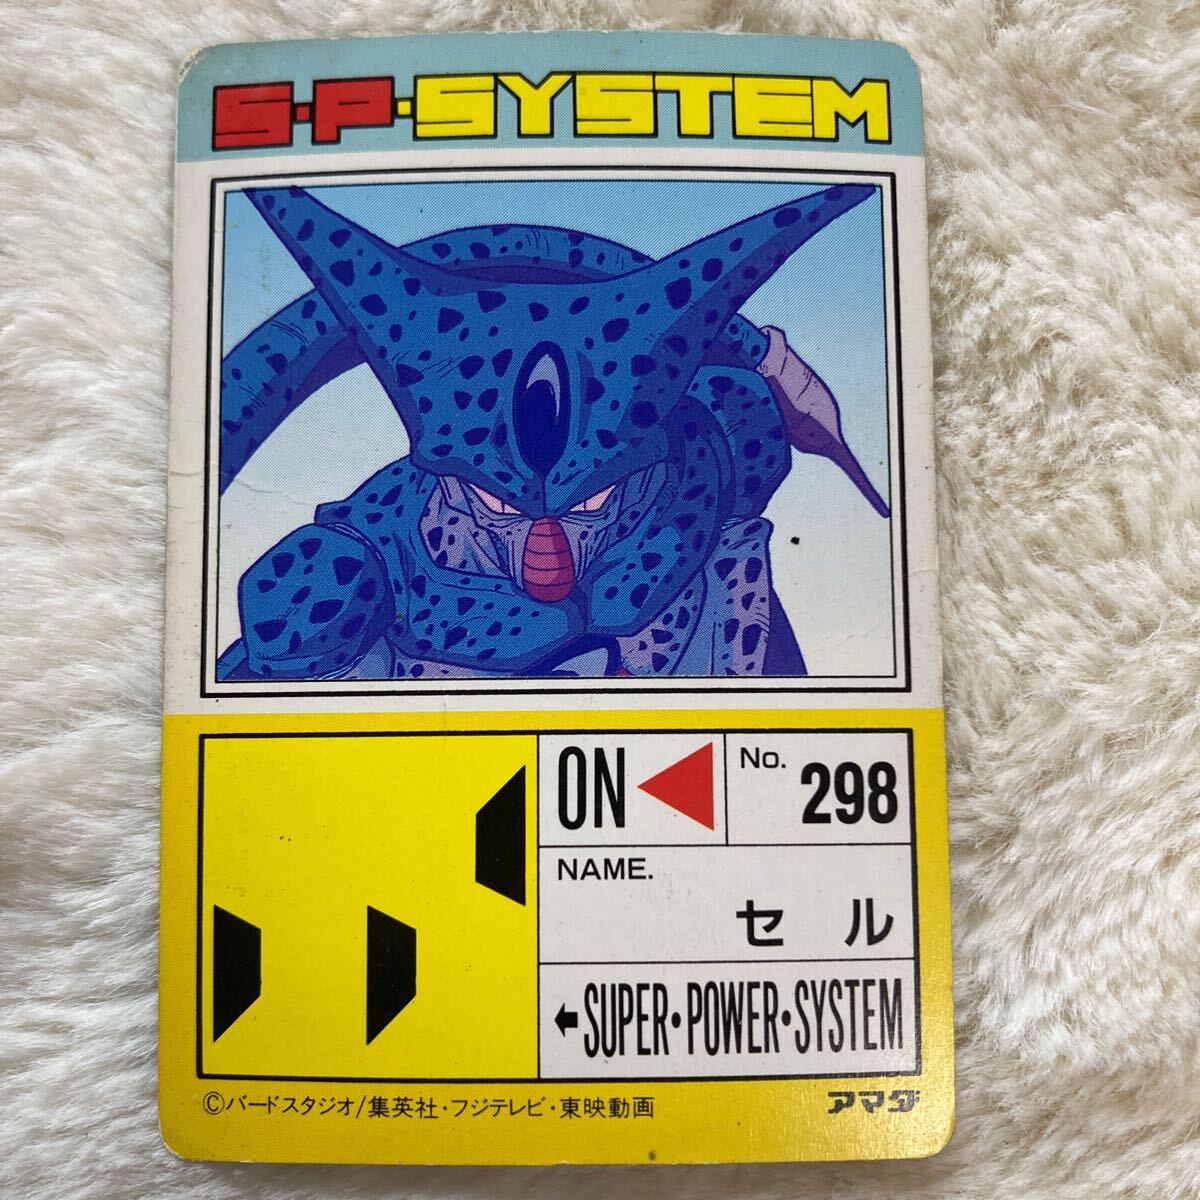 S・P・SYSTEM
ON
No. 298
NAME.
セル
←SUPER・POWER・SYSTEM
©バードスタジオ/集英社・フジテレビ・東映動画
アマダ